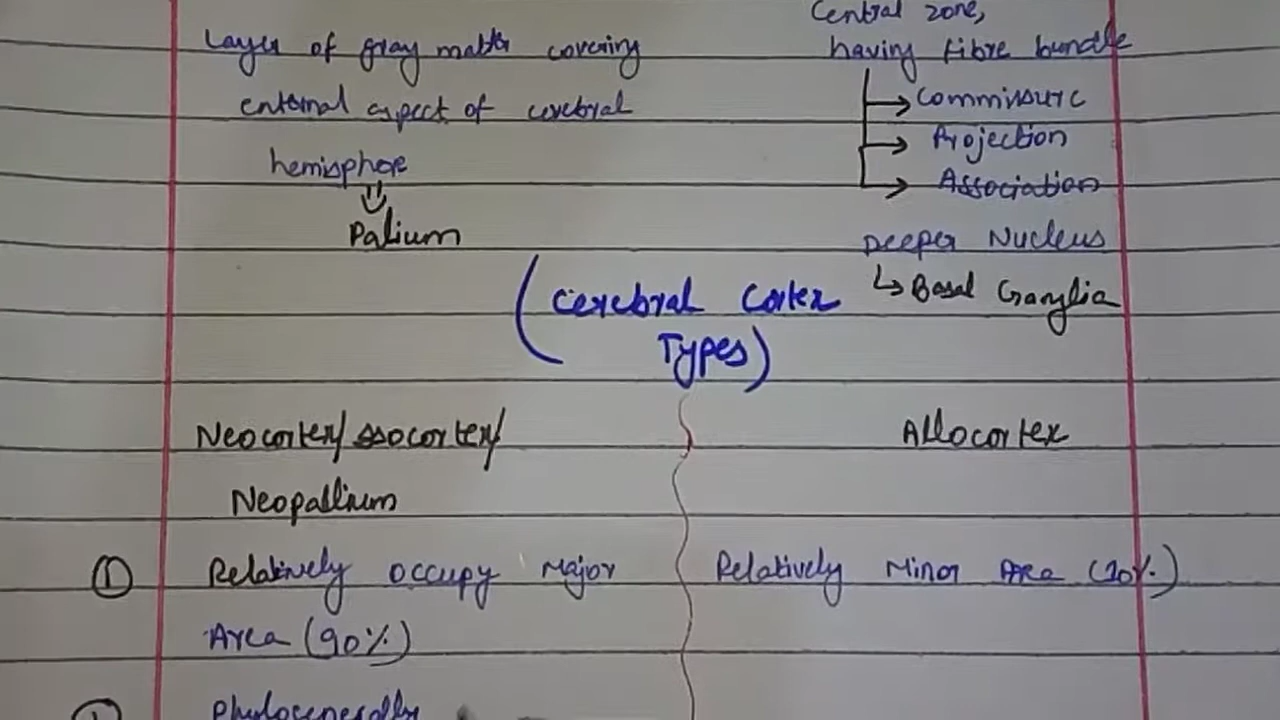 Layer of gray matter covering
external aspect of cerebral
hemisphere
Palium
Central zone,
having fibre bundle
Commissure
Projection
Association
Deeper Nucleus
Basal Ganglia
(Cerebral Cortex
Types)
Neocortex/Isocortex/
Neopallium
Allocortex
① Relatively occupy Major
Area (90%)
Relatively Minor Area (10%)